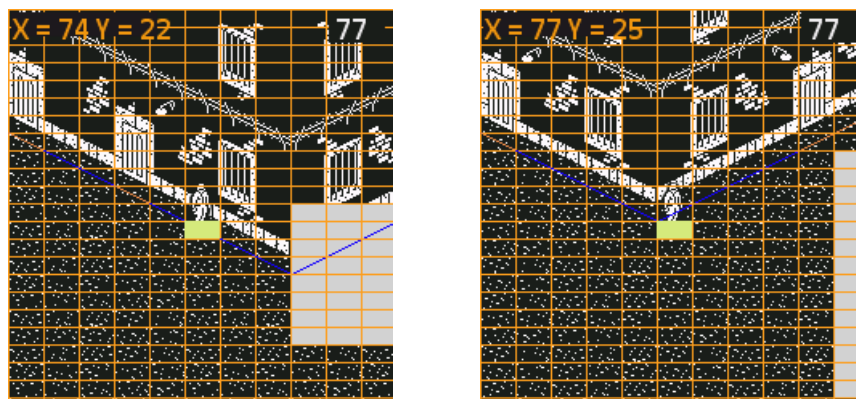 X = 74 Y = 22 77
X = 77 Y = 25 77